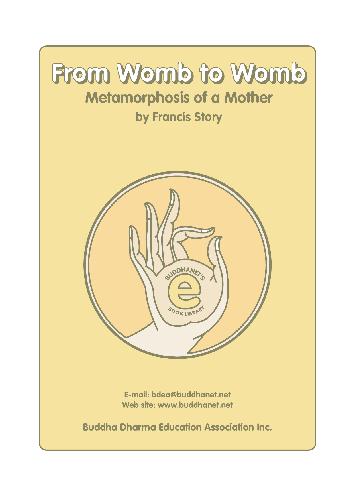 From Womb to Womb
Metamorphosis of a Mother
by Francis Story
BUDDHANET'S
e
BOOK LIBRARY
E-mail: bdea@buddhanet.net
Web site: www.buddhanet.net
Buddha Dharma Education Association Inc.